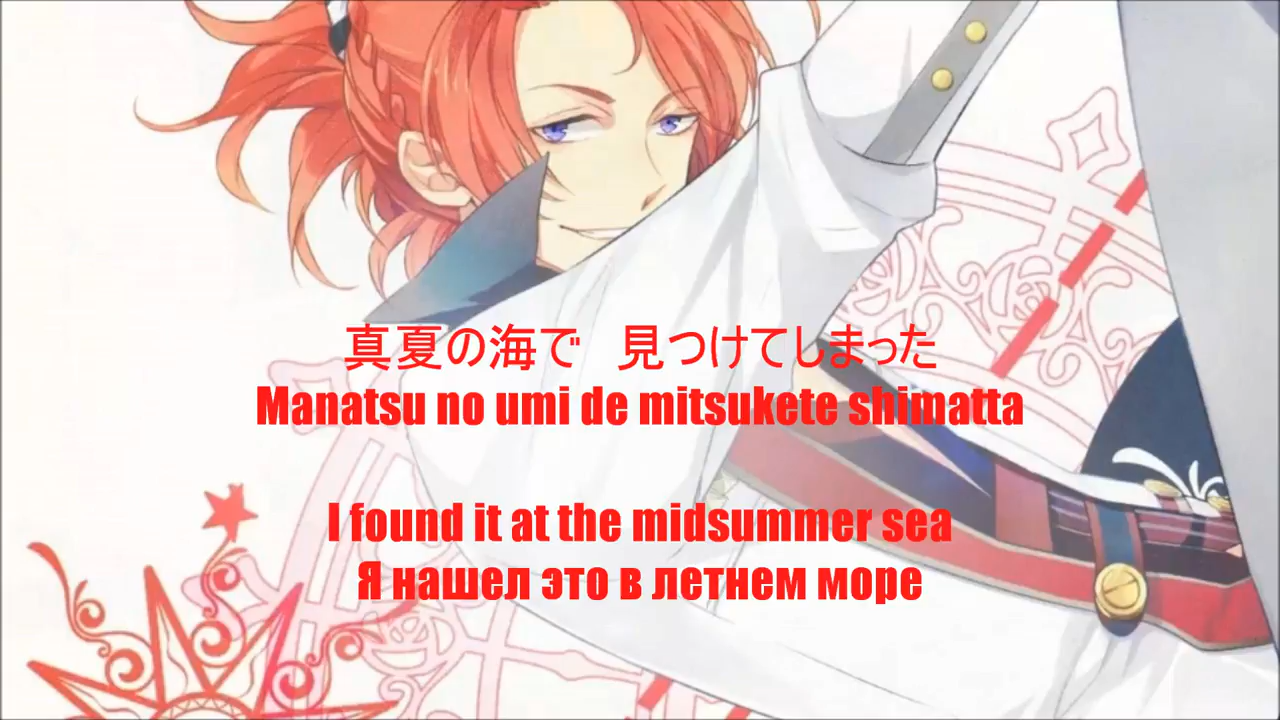 真夏の海で　見つけてしまった
Manatsu no umi de mitsukete shimatta
I found it at the midsummer sea
Я нашел это в летнем море